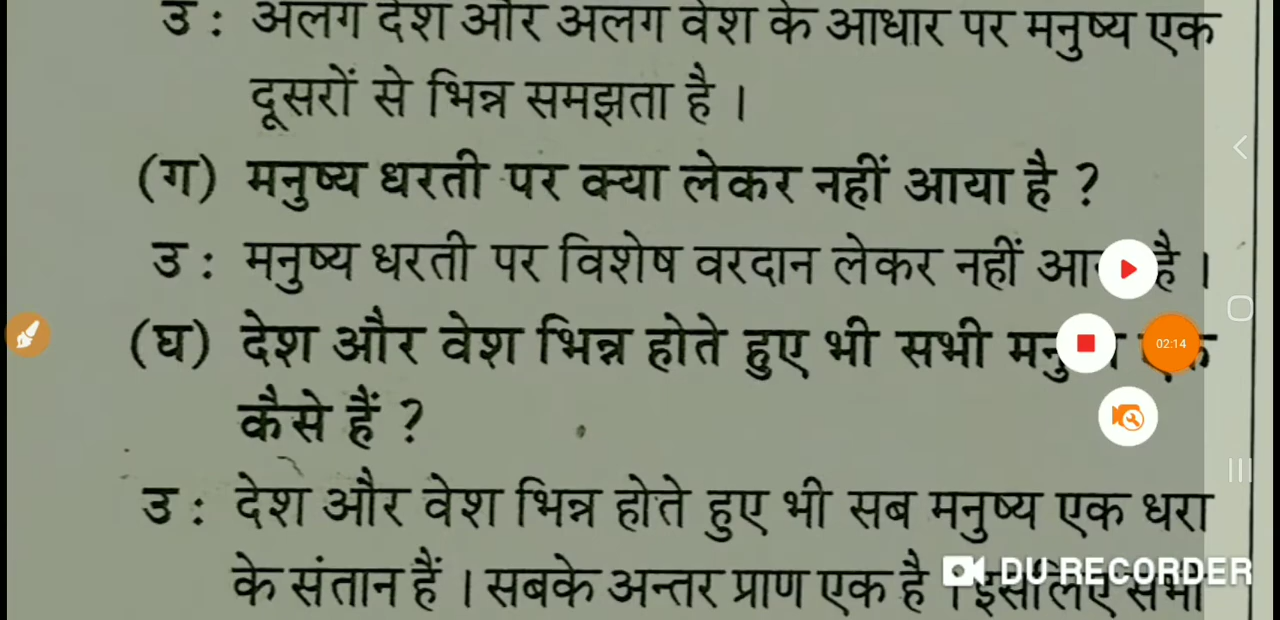 उ : अलग देश और अलग वेश के आधार पर मनुष्य एक
दूसरों से भिन्न समझता है ।
(ग) मनुष्य धरती पर क्या लेकर नहीं आया है ?
उ : मनुष्य धरती पर विशेष वरदान लेकर नहीं है ।
(घ) देश और वेश भिन्न होते हुए भी सभी
02:14
कैसे हैं ?
उ : देश और वेश भिन्न होते हुए भी सब मनुष्य एक धरा
के संतान हैं । सबके अन्तर प्राण एक है ।
DU RECORDER